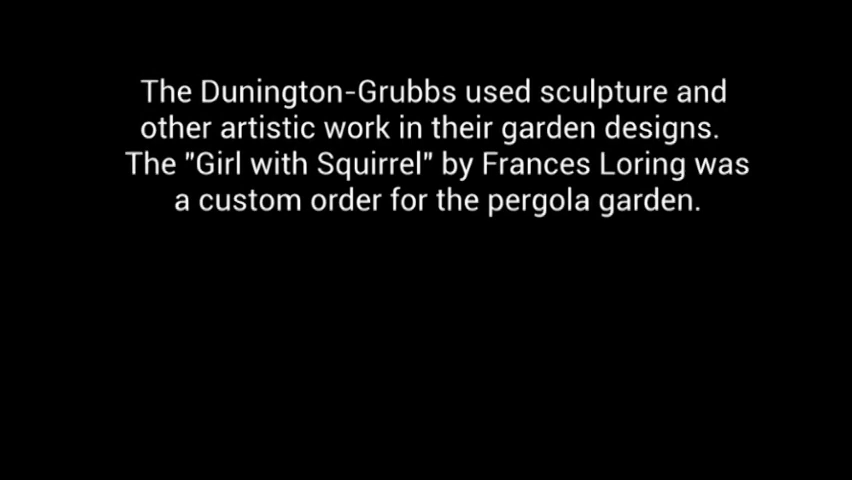 The Dunington-Grubbs used sculpture and
other artistic work in their garden designs.
The "Girl with Squirrel" by Frances Loring was
a custom order for the pergola garden.